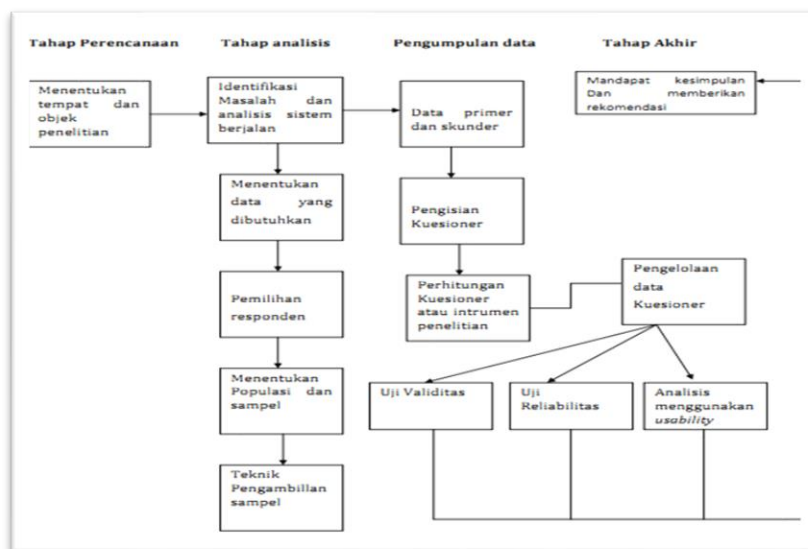 Tahap Perencanaan
Tahap analisis
Pengumpulan data
Tahap Akhir
Menentukan
tempat dan
objek
penelitian
Identifikasi
Masalah dan
analisis sistem
berjalan
Menentukan
data yang
dibutuhkan
Pemilihan
responden
Menentukan
Populasi dan
sampel
Teknik
Pengambillan
sampel
Data primer
dan skunder
Pengisian
Kuesioner
Perhitungan
Kuesioner
atau intrumen
penelitian
Pengelolaan
data
Kuesioner
Uji Validitas
Uji
Reliabilitas
Analisis
menggunakan
usability
Mandapat kesimpulan
Dan memberikan
rekomendasi